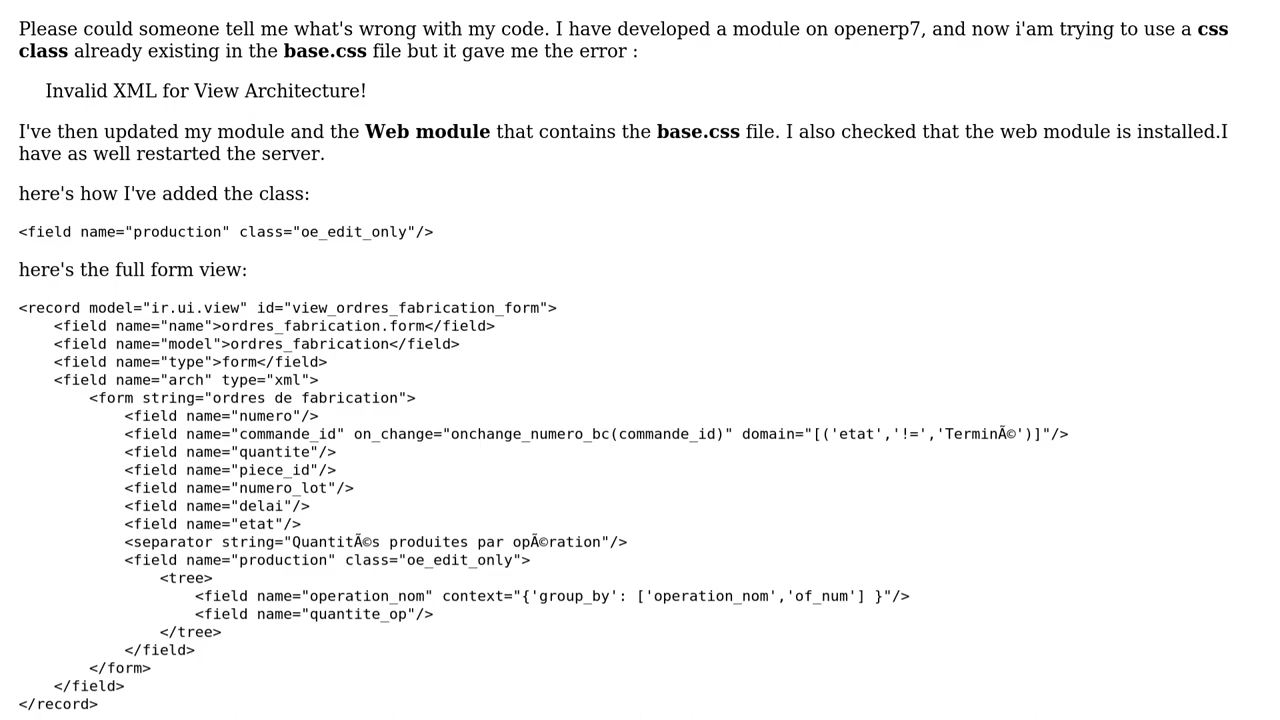 Please could someone tell me what's wrong with my code. I have developed a module on openerp7, and now i'am trying to use a css
class already existing in the base.css file but it gave me the error :
Invalid XML for View Architecture!
I've then updated my module and the Web module that contains the base.css file. I also checked that the web module is installed.I
have as well restarted the server.
here's how I've added the class:
<field name="production" class="oe_edit_only"/>
here's the full form view:
<record model="ir.ui.view" id="view_ordres_fabrication_form">
    <field name="name">ordres_fabrication.form</field>
    <field name="model">ordres_fabrication</field>
    <field name="type">form</field>
    <field name="arch" type="xml">
        <form string="ordres de fabrication">
            <field name="numero"/>
            <field name="commande_id" on_change="onchange_numero_bc(commande_id)" domain="[('etat','!=','TerminÃ©')]"/>
            <field name="quantite"/>
            <field name="piece_id"/>
            <field name="numero_lot"/>
            <field name="delai"/>
            <field name="etat"/>
            <separator string="QuantitÃ©s produites par opÃ©ration"/>
            <field name="production" class="oe_edit_only">
                <tree>
                    <field name="operation_nom" context="{'group_by': ['operation_nom','of_num'] }"/>
                    <field name="quantite_op"/>
                </tree>
            </field>
        </form>
    </field>
</record>